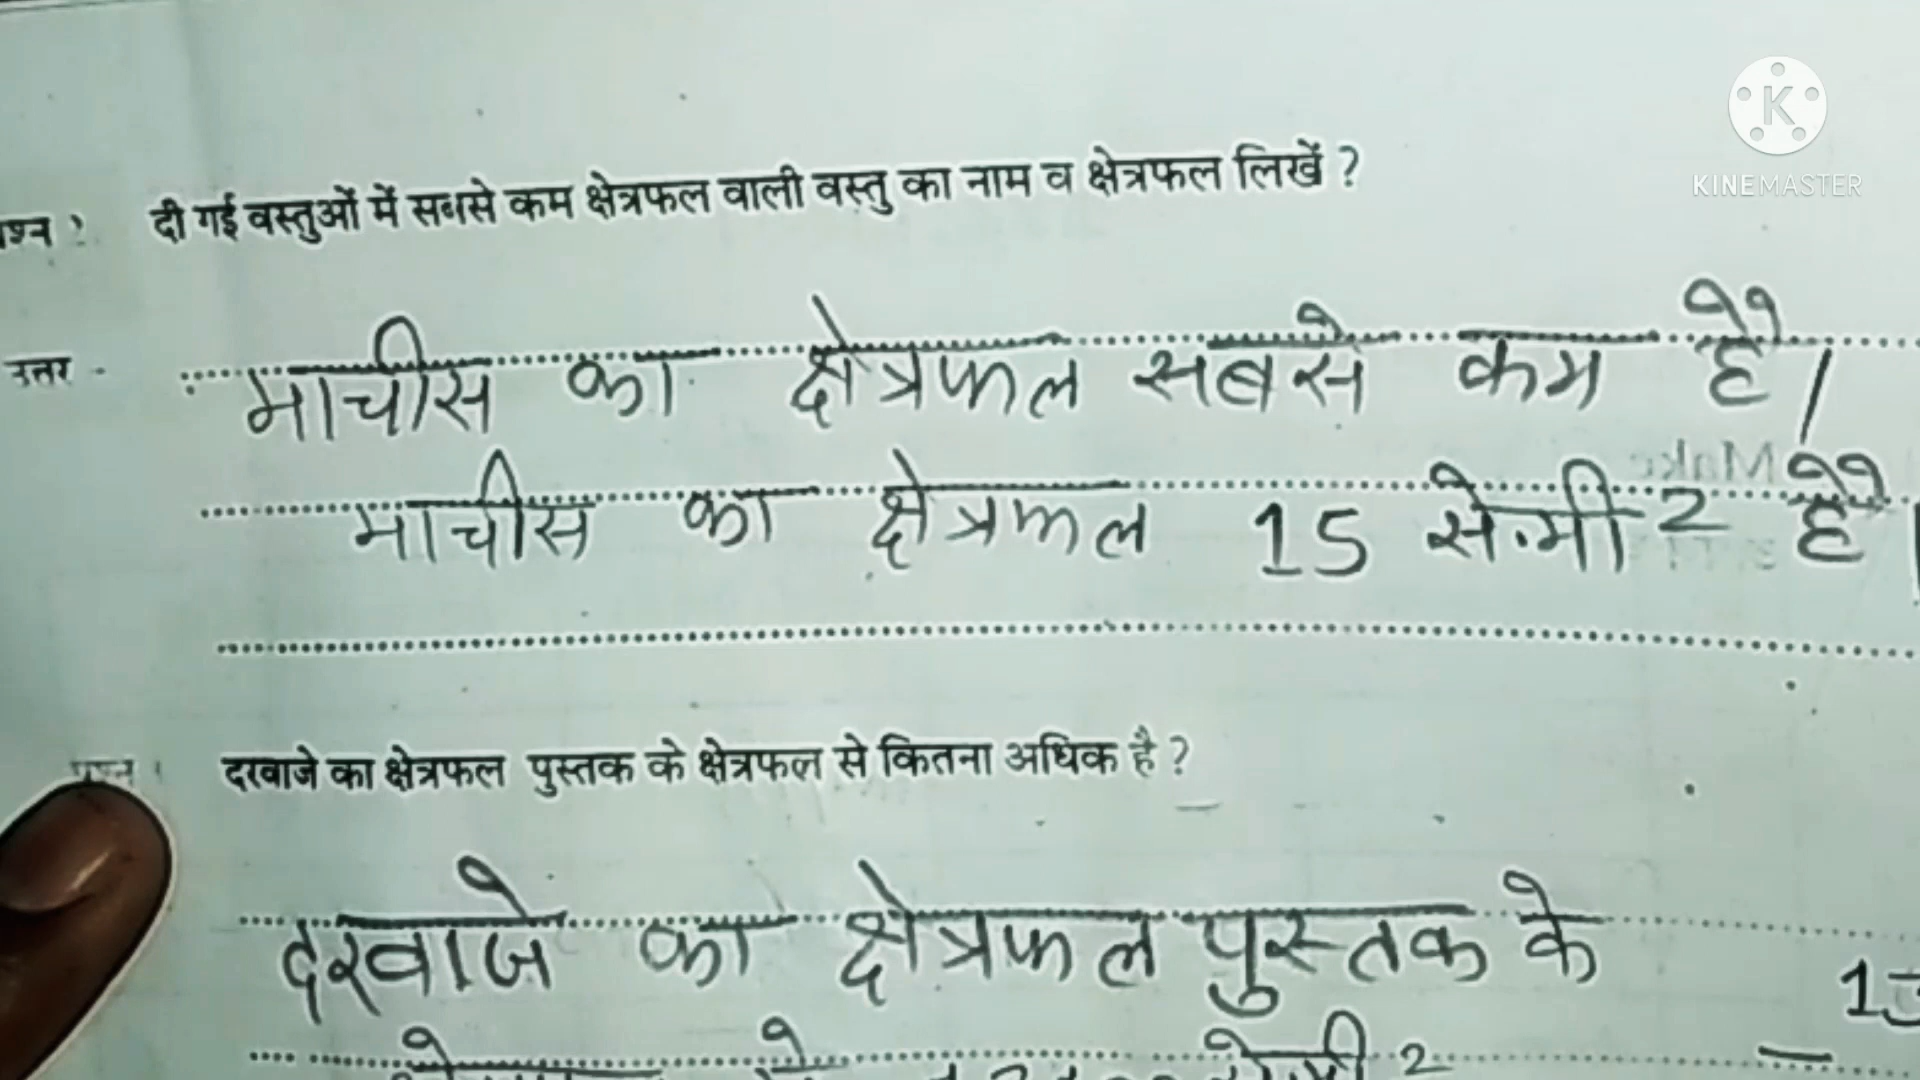 KINEMASTER
प्रश्न : दी गई वस्तुओं में सबसे कम क्षेत्रफल वाली वस्तु का नाम व क्षेत्रफल लिखें ?
उत्तर - माचीस का क्षेत्रफल सबसे कम है।
माचीस का क्षेत्रफल 15 से.मी² है।
दरवाजे का क्षेत्रफल पुस्तक के क्षेत्रफल से कितना अधिक है ?
दरवाजे का क्षेत्रफल पुस्तक के